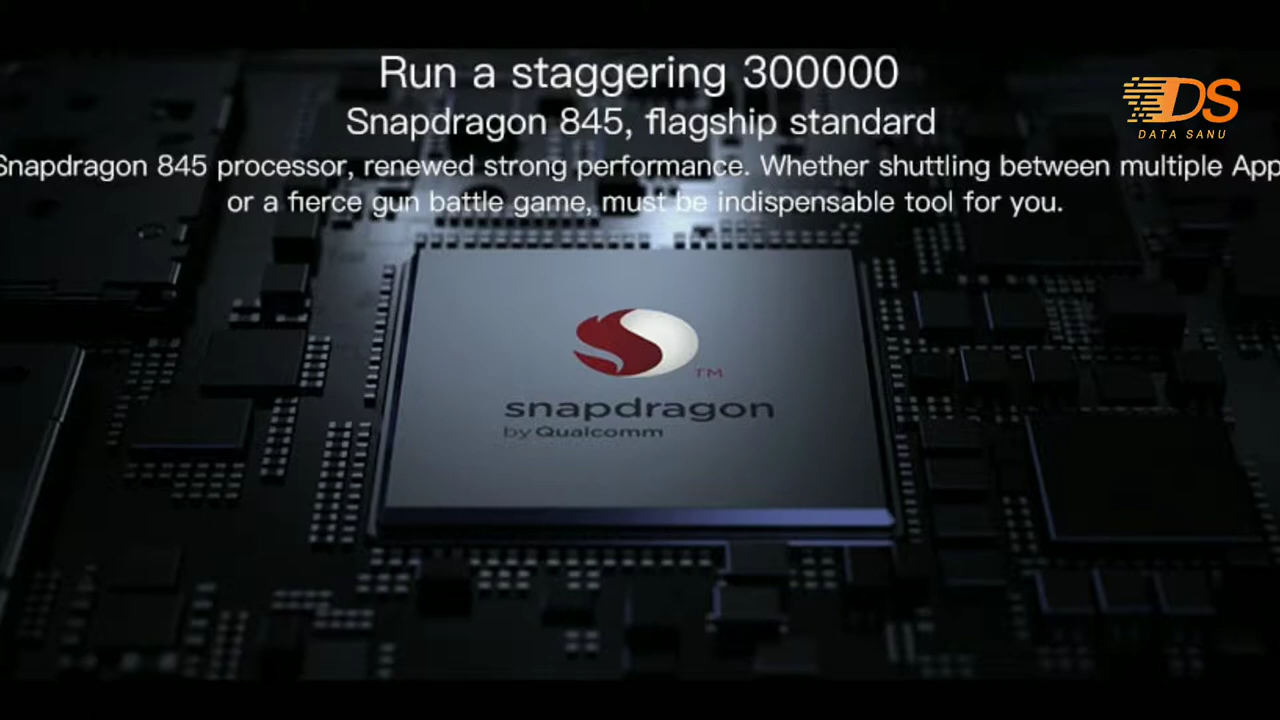 Run a staggering 300000
Snapdragon 845, flagship standard
Snapdragon 845 processor, renewed strong performance. Whether shuttling between multiple App
or a fierce gun battle game, must be indispensable tool for you.
DS
DATA SANU
TM
snapdragon
by Qualcomm